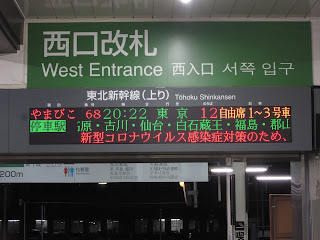 西口改札
West Entrance 西入口 서쪽 입구
東北新幹線(上り) Tōhoku Shinkansen
やまびこ 68 20:22 東京 12 自由席1~3号車
停車駅 原・古川・仙台・白石蔵王・福島・郡山
新型コロナウイルス感染症対策のため、
200m